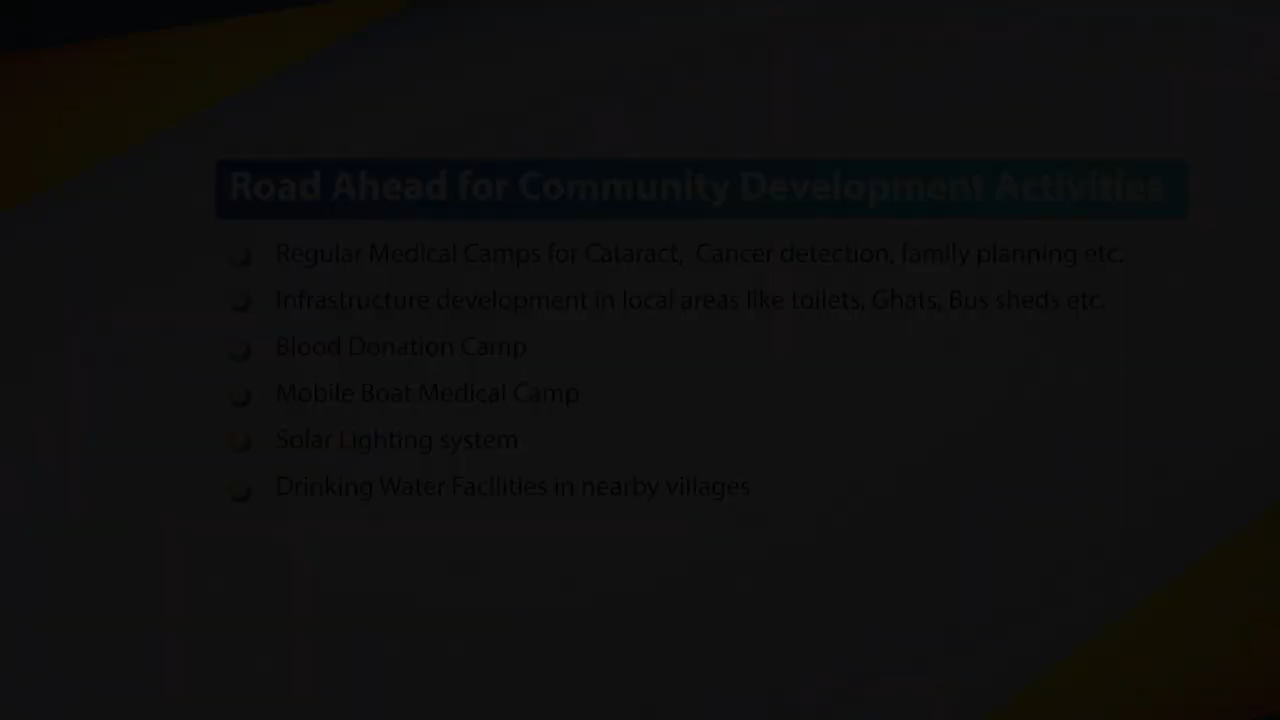 Road Ahead for Community Development Activities
Regular Medical Camps for Cataract, Cancer detection, family planning etc.
Infrastructure development in local areas like toilets, Ghats, Bus sheds etc.
Blood Donation Camp
Mobile Boat Medical Camp
Solar Lighting system
Drinking Water Facilities in nearby villages